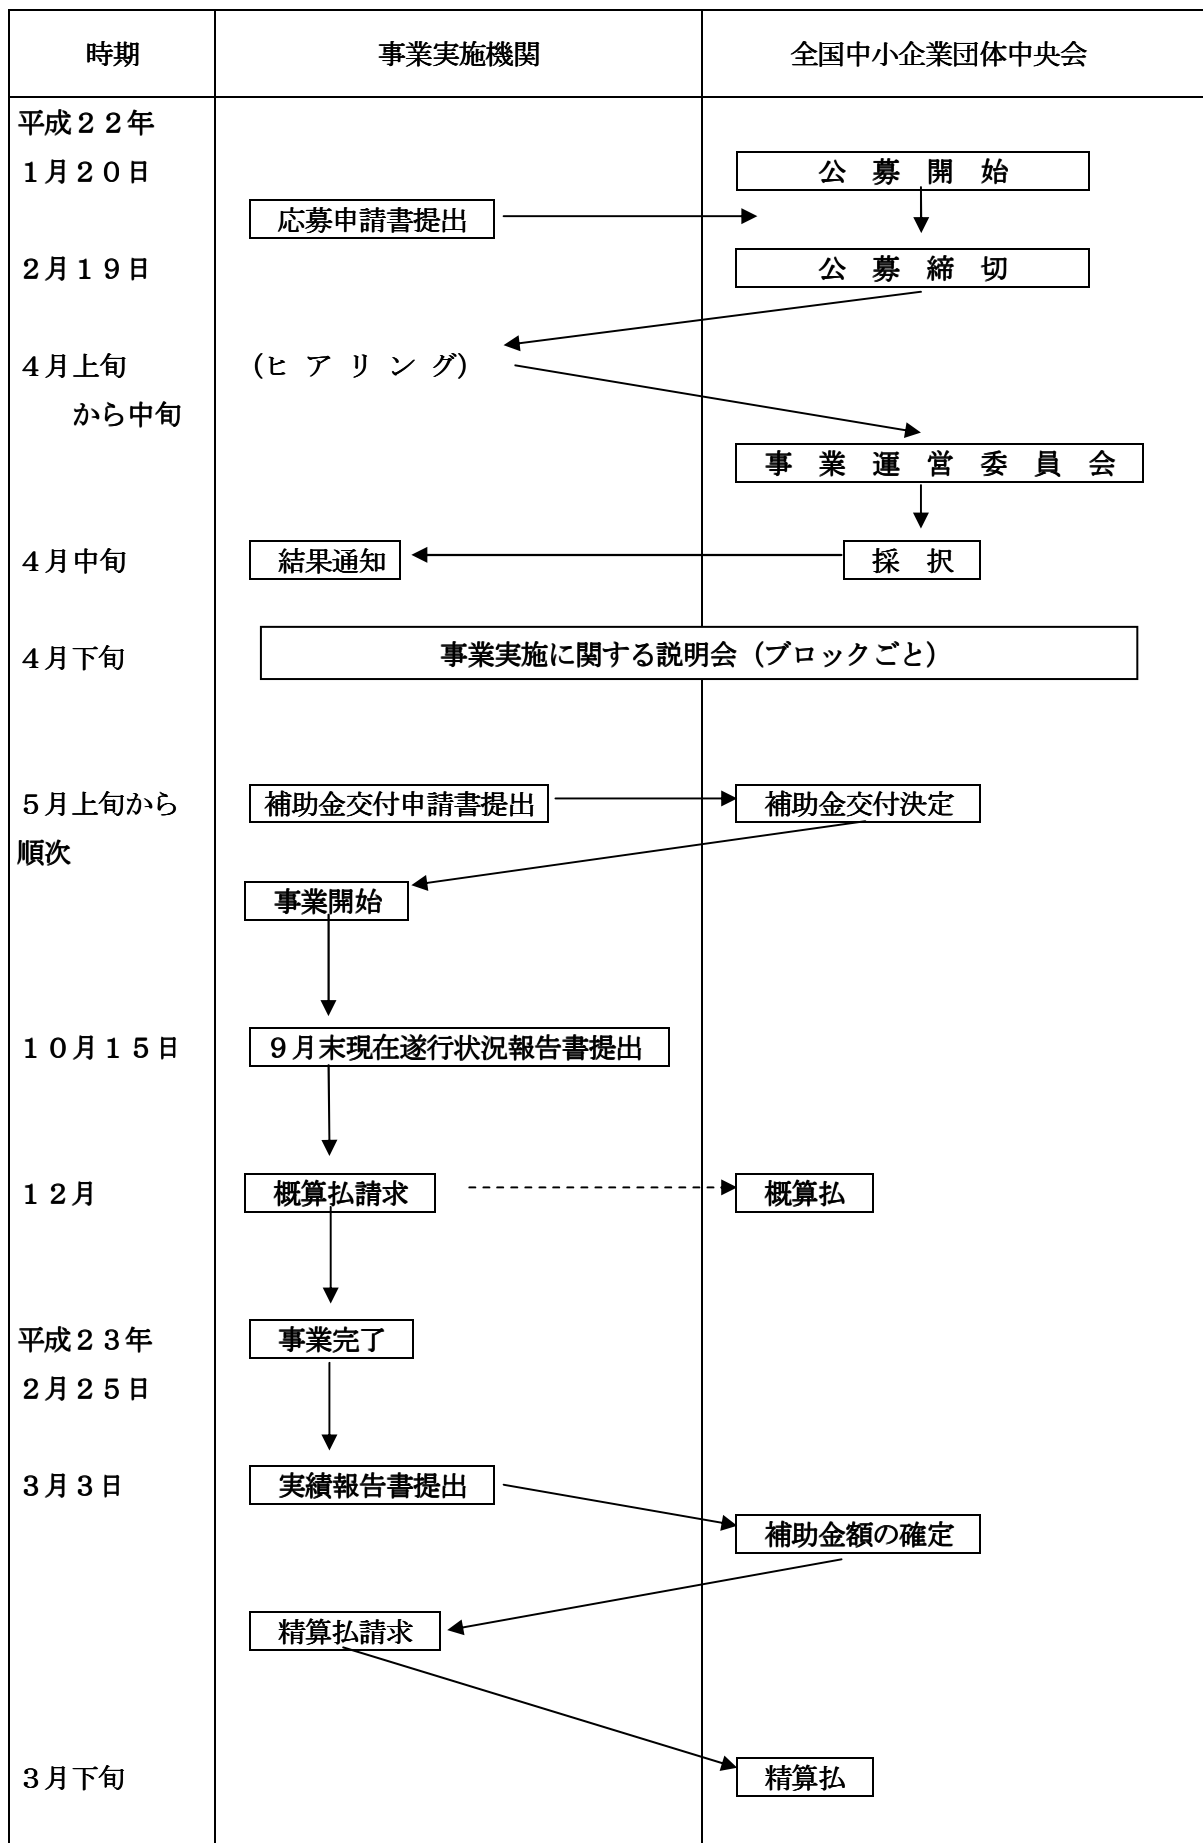 時期 事業実施機関 全国中小企業団体中央会
平成２２年
１月２０日 公　募　開　始
応募申請書提出
２月１９日 公　募　締　切
４月上旬 （ヒ　ア　リ　ン　グ）
から中旬
事　業　運　営　委　員　会
４月中旬 結果通知 採　択
４月下旬 事業実施に関する説明会（ブロックごと）
５月上旬から 補助金交付申請書提出 補助金交付決定
順次
事業開始
１０月１５日 ９月末現在遂行状況報告書提出
１２月 概算払請求 概算払
平成２３年 事業完了
２月２５日
３月３日 実績報告書提出
補助金額の確定
精算払請求
３月下旬 精算払